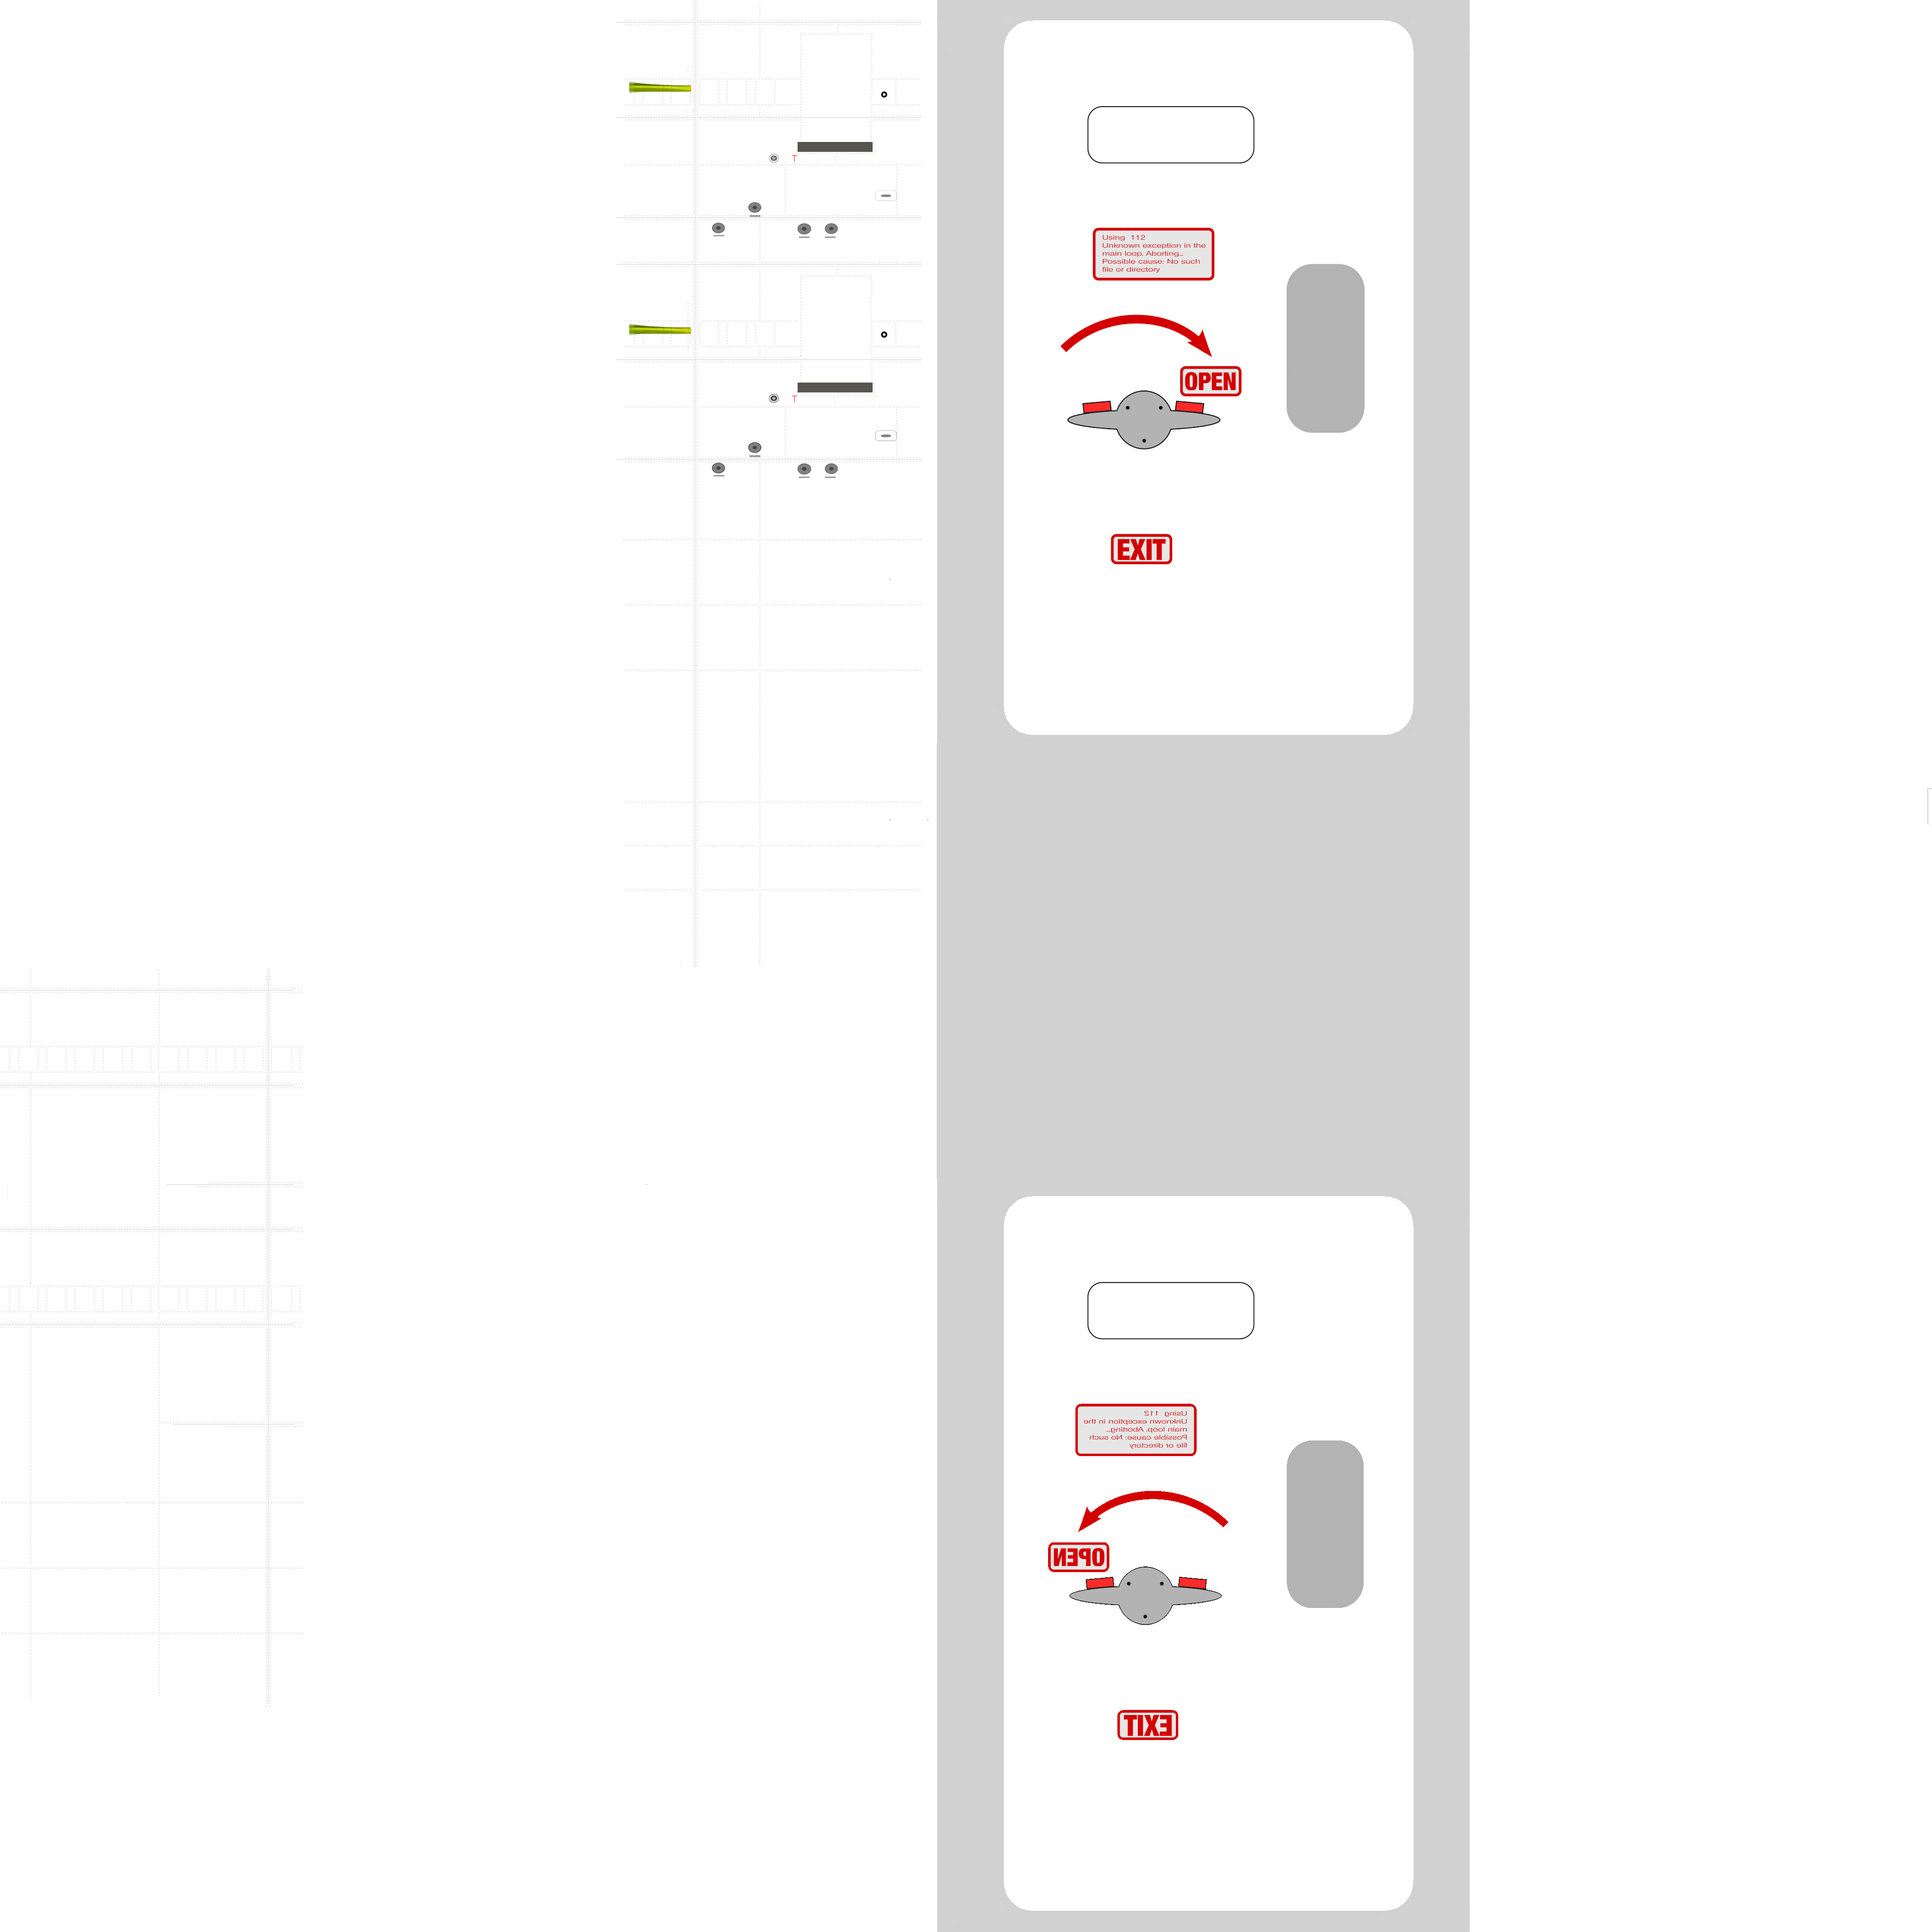 T
T
Using 112
Unknown exception in the
main loop. Aborting...
Possible cause: No such
file or directory
OPEN
EXIT
Using 112
Unknown exception in the
main loop. Aborting...
Possible cause: No such
file or directory
OPEN
EXIT